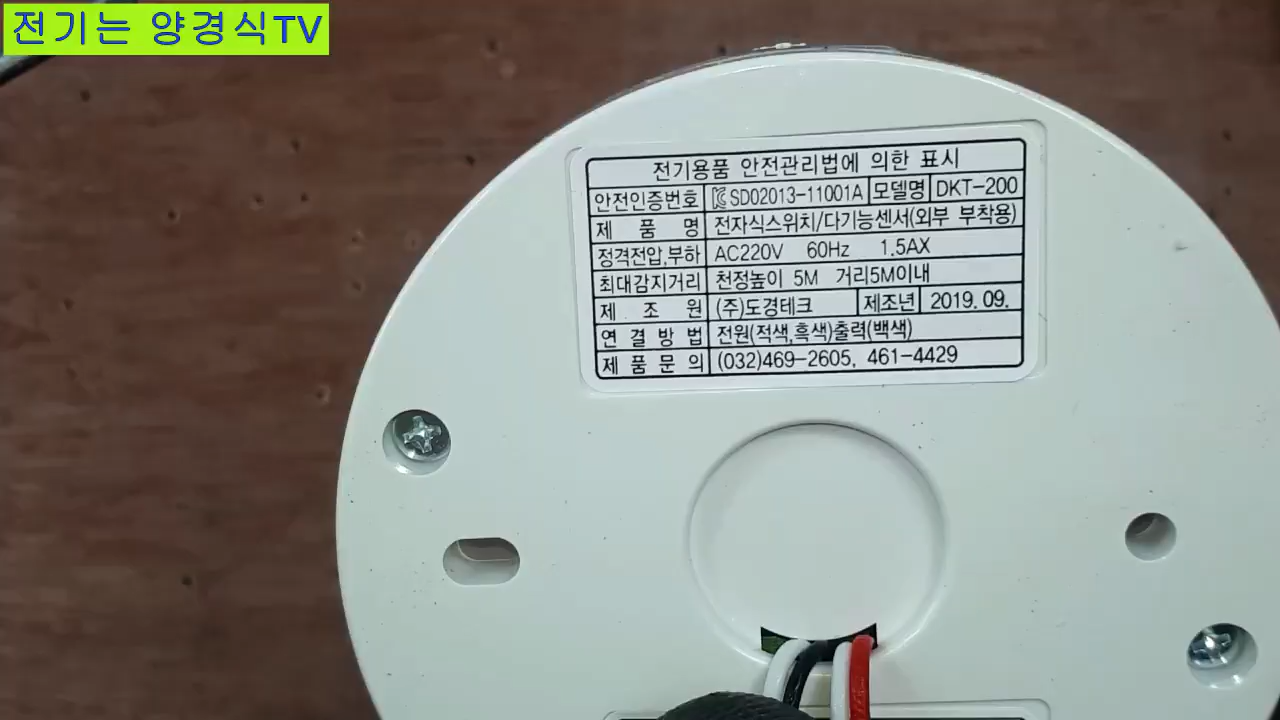 전기는 양경식TV
전기용품 안전관리법에 의한 표시
안전인증번호 SD02013-11001A 모델명 DKT-200
제 품 명 전자식스위치/다기능센서(외부 부착용)
정격전압,부하 AC220V 60Hz 1.5AX
최대감지거리 천정높이 5M 거리5M이내
제 조 원 (주)도경테크 제조년 2019.09.
연 결 방 법 전원(적색,흑색)출력(백색)
제 품 문 의 (032)469-2605, 461-4429